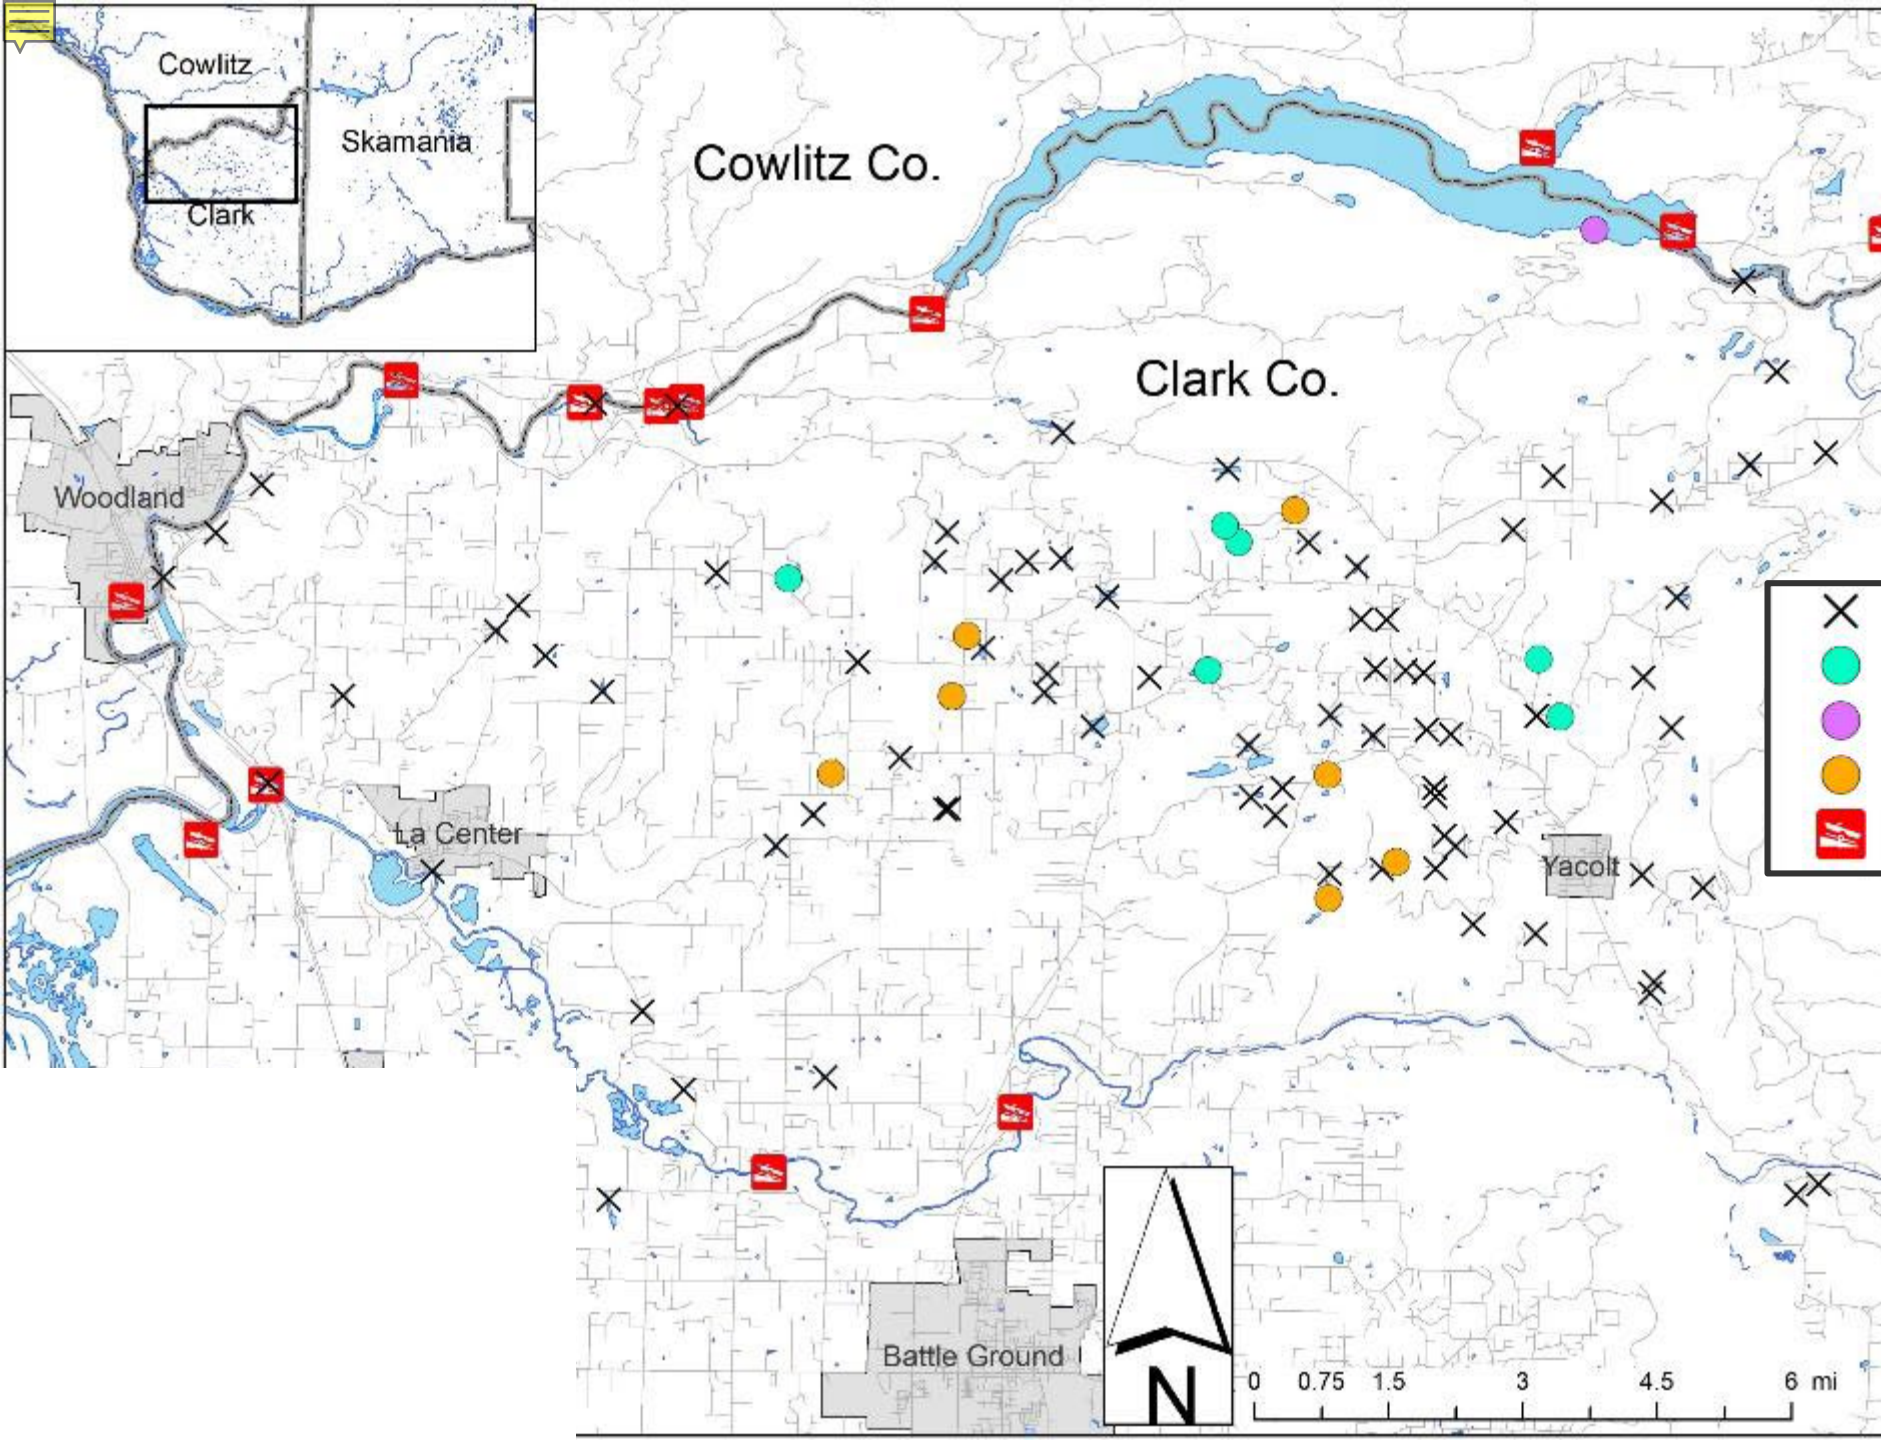 Cowlitz
Skamania
Clark
Cowlitz Co.
Clark Co.
Woodland
La Center
Yacolt
Battle Ground
N
0 0.75 1.5 3 4.5 6 mi